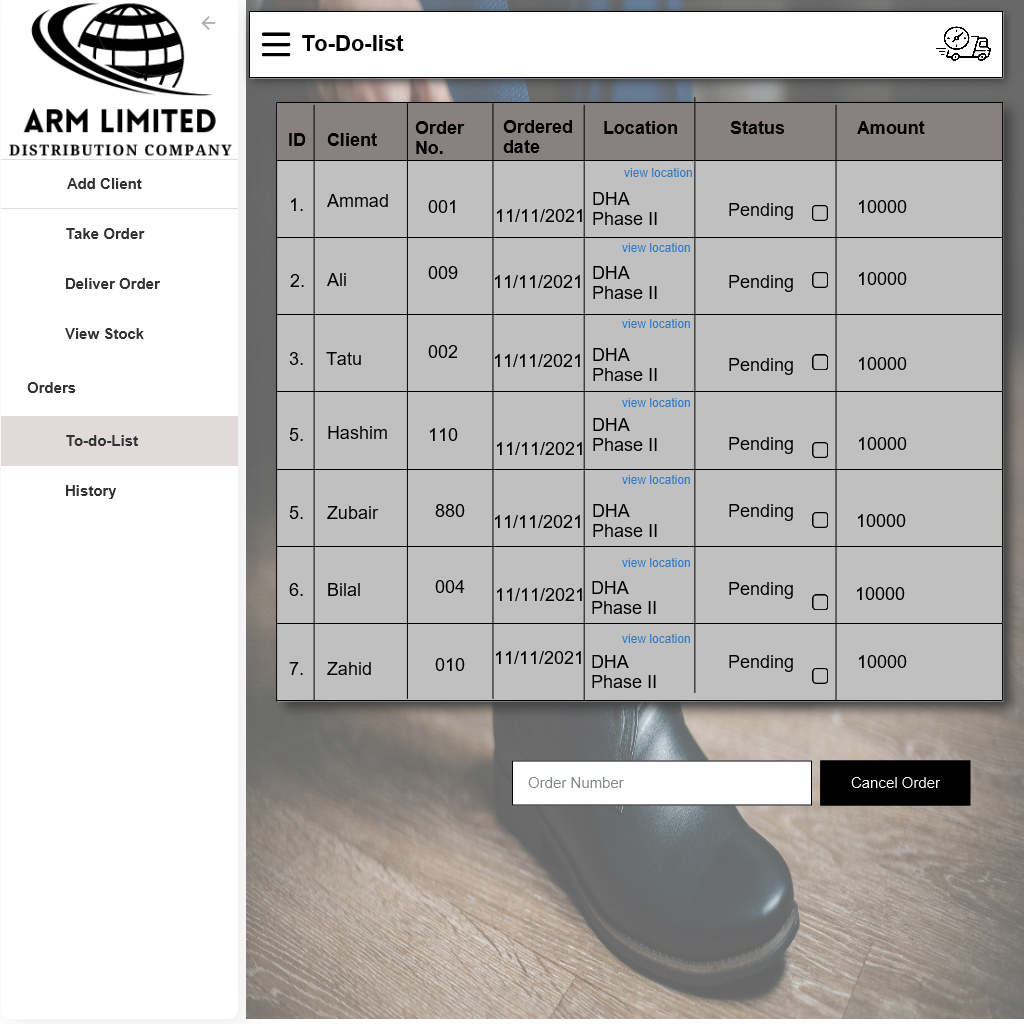 ARM LIMITED
DISTRIBUTION COMPANY
Add Client
Take Order
Deliver Order
View Stock
Orders
To-do-List
History
To-Do-list
ID Client Order No. Ordered date Location Status Amount
view location
1. Ammad 001 11/11/2021 DHA Phase II Pending 10000
view location
2. Ali 009 11/11/2021 DHA Phase II Pending 10000
view location
3. Tatu 002 11/11/2021 DHA Phase II Pending 10000
view location
5. Hashim 110 11/11/2021 DHA Phase II Pending 10000
view location
5. Zubair 880 11/11/2021 DHA Phase II Pending 10000
view location
6. Bilal 004 11/11/2021 DHA Phase II Pending 10000
view location
7. Zahid 010 11/11/2021 DHA Phase II Pending 10000
Order Number
Cancel Order